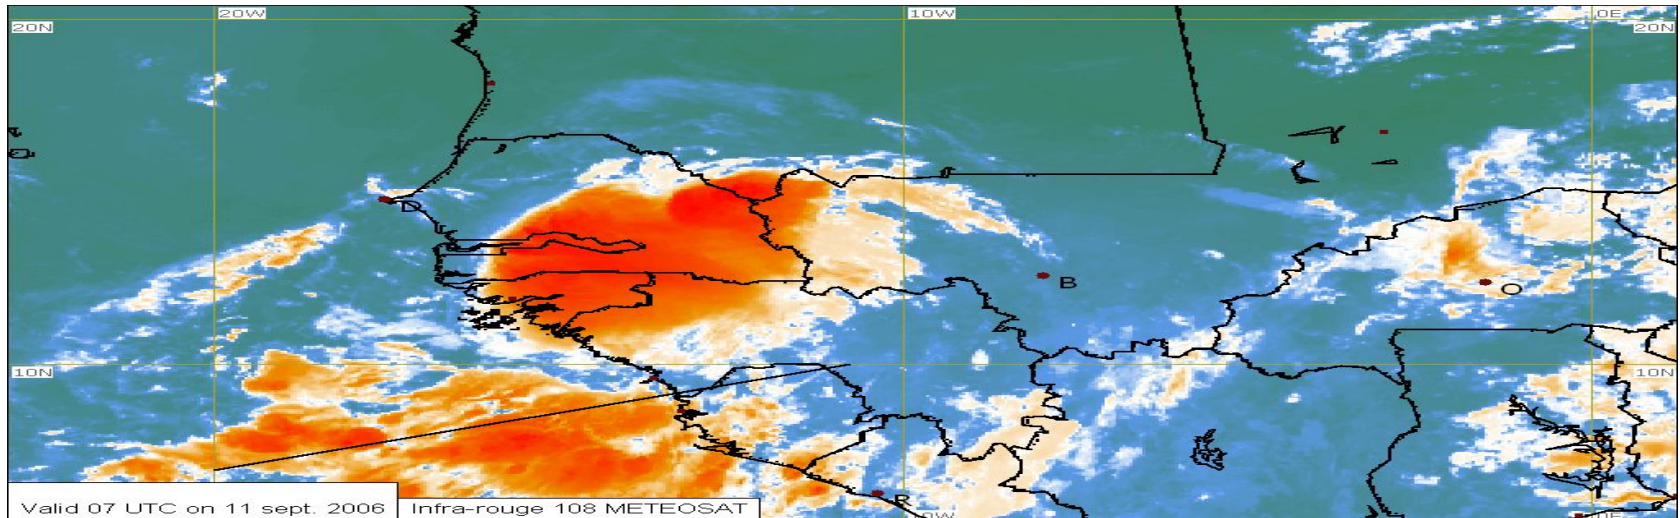 20W 10W 0E
20N 20N
D
B
O
10N 10N
R
Valid 07 UTC on 11 sept. 2006 Infra-rouge 108 METEOSAT